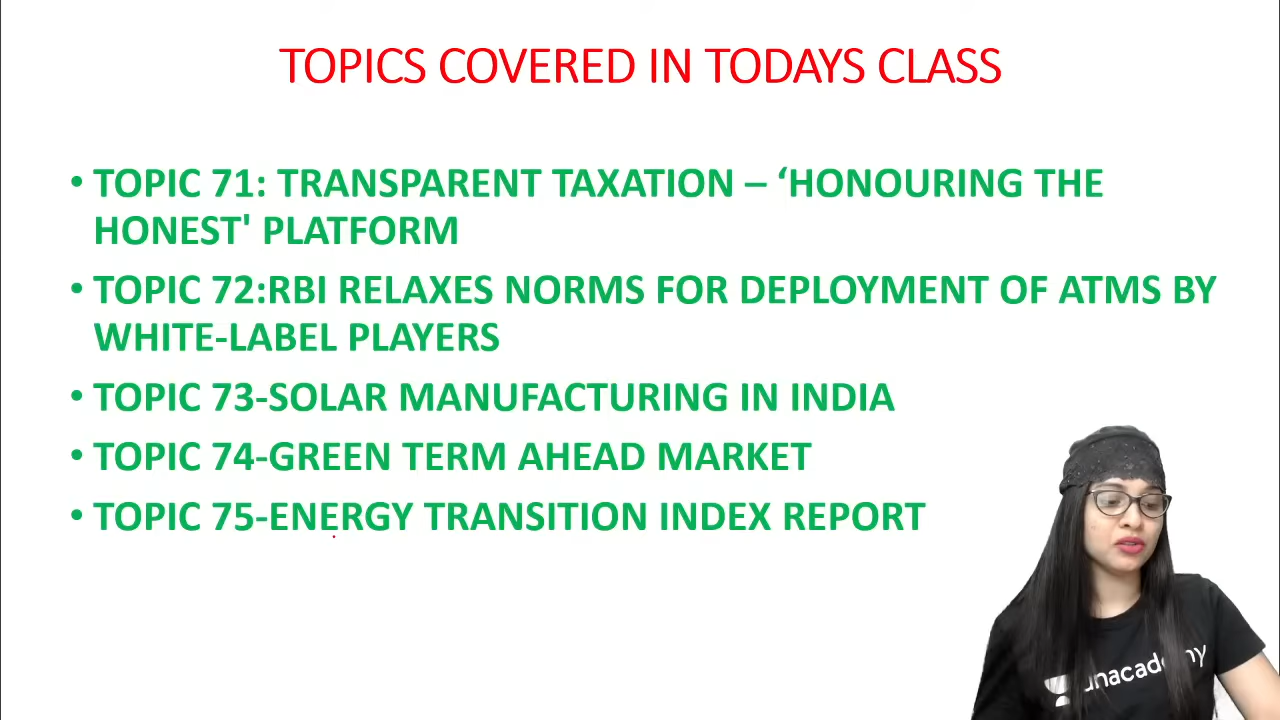 TOPICS COVERED IN TODAYS CLASS
• TOPIC 71: TRANSPARENT TAXATION – ‘HONOURING THE
HONEST' PLATFORM
• TOPIC 72:RBI RELAXES NORMS FOR DEPLOYMENT OF ATMS BY
WHITE-LABEL PLAYERS
• TOPIC 73-SOLAR MANUFACTURING IN INDIA
• TOPIC 74-GREEN TERM AHEAD MARKET
• TOPIC 75-ENERGY TRANSITION INDEX REPORT
unacademy